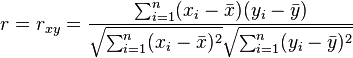 r = r_{xy} = \frac{\sum_{i=1}^{n}(x_i - \bar{x})(y_i - \bar{y})}{\sqrt{\sum_{i=1}^{n}(x_i - \bar{x})^2}\sqrt{\sum_{i=1}^{n}(y_i - \bar{y})^2}}